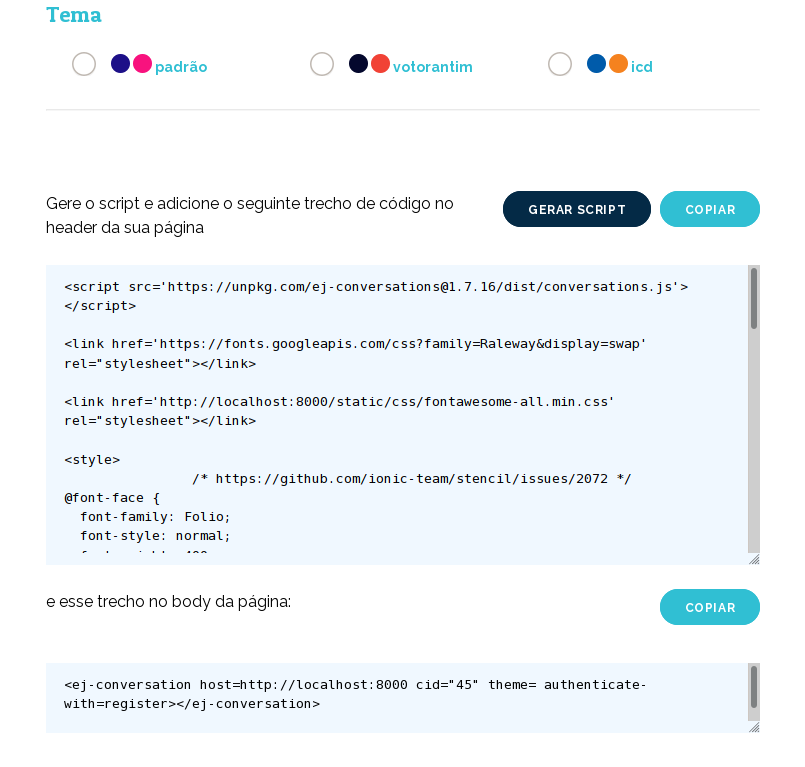 Tema
padrão
votorantim
icd
Gere o script e adicione o seguinte trecho de código no
header da sua página
GERAR SCRIPT
COPIAR
<script src='https://unpkg.com/ej-conversations@1.7.16/dist/conversations.js'>
</script>
<link href='https://fonts.googleapis.com/css?family=Raleway&display=swap'
rel="stylesheet"></link>
<link href='http://localhost:8000/static/css/fontawesome-all.min.css'
rel="stylesheet"></link>
<style>
/* https://github.com/ionic-team/stencil/issues/2072 */
@font-face {
font-family: Folio;
font-style: normal;
e esse trecho no body da página:
COPIAR
<ej-conversation host=http://localhost:8000 cid="45" theme= authenticate-
with=register></ej-conversation>